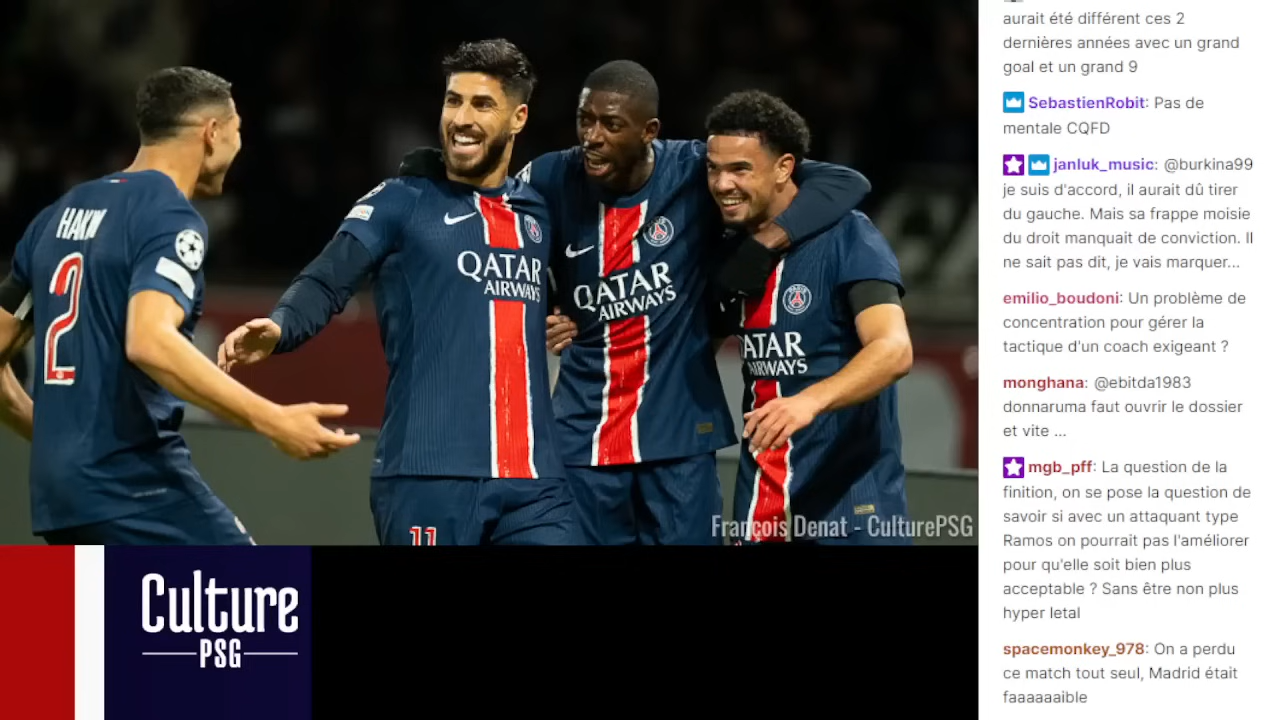 HAKIMI
2
QATAR
AIRWAYS
11
QATAR
AIRWAYS
QATAR
AIRWAYS
François Denat - CulturePSG
Culture
PSG
aurait été différent ces 2
dernières années avec un grand
goal et un grand 9
SebastienRobit: Pas de
mentale CQFD
janluk_music: @burkina99
je suis d'accord, il aurait dû tirer
du gauche. Mais sa frappe moisie
du droit manquait de conviction. Il
ne sait pas dit, je vais marquer...
emilio_boudoni: Un problème de
concentration pour gérer la
tactique d'un coach exigeant ?
monghana: @ebitda1983
donnaruma faut ouvrir le dossier
et vite ...
mgb_pff: La question de la
finition, on se pose la question de
savoir si avec un attaquant type
Ramos on pourrait pas l'améliorer
pour qu'elle soit bien plus
acceptable ? Sans être non plus
hyper letal
spacemonkey_978: On a perdu
ce match tout seul, Madrid était
faaaaaaible